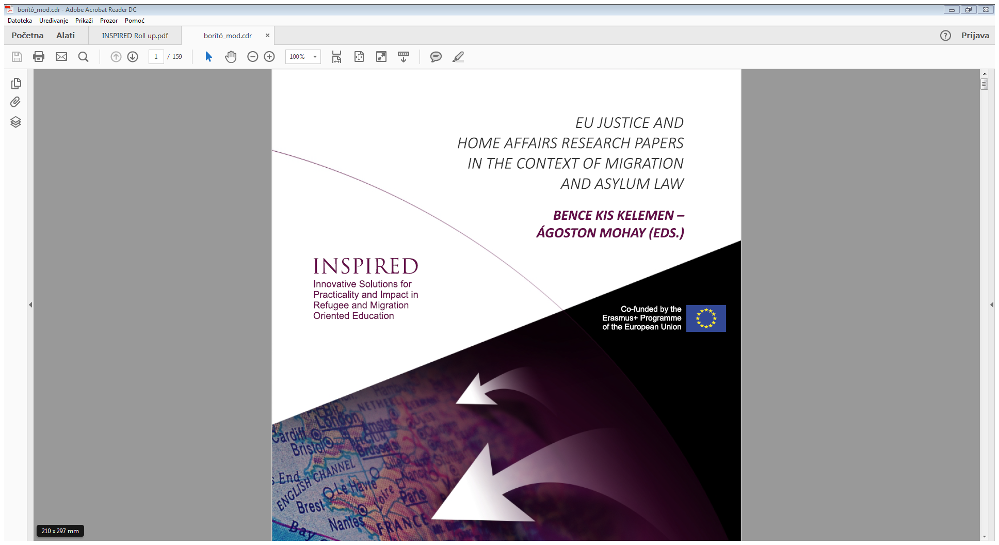 borító_mod.cdr - Adobe Acrobat Reader DC
Datoteka Uređivanje Prikaži Prozor Pomoć
Početna Alati INSPIRED Roll up.pdf borító_mod.cdr × ? Prijava
1 / 159 100%
EU JUSTICE AND
HOME AFFAIRS RESEARCH PAPERS
IN THE CONTEXT OF MIGRATION
AND ASYLUM LAW
BENCE KIS KELEMEN –
ÁGOSTON MOHAY (EDS.)
INSPIRED
Innovative Solutions for
Practicality and Impact in
Refugee and Migration
Oriented Education
Co-funded by the
Erasmus+ Programme
of the European Union
NETHER
London
Cardiff
Bristol
Brussels
End
ENGLISH CHANNEL
Le Havre
Nancy
Paris
Brest
Nantes
FRANCE
Bay
210 x 297 mm